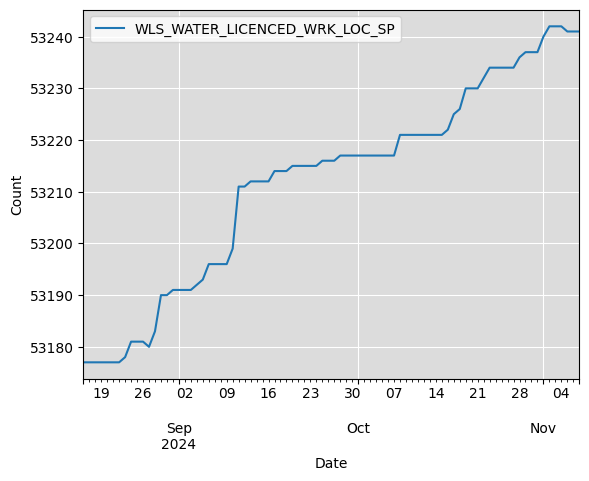 WLS_WATER_LICENCED_WRK_LOC_SP
53240
53230
53220
53210
53200
53190
53180
Count
19 26 02 09 16 23 30 07 14 21 28 04
Sep Oct Nov
2024
Date